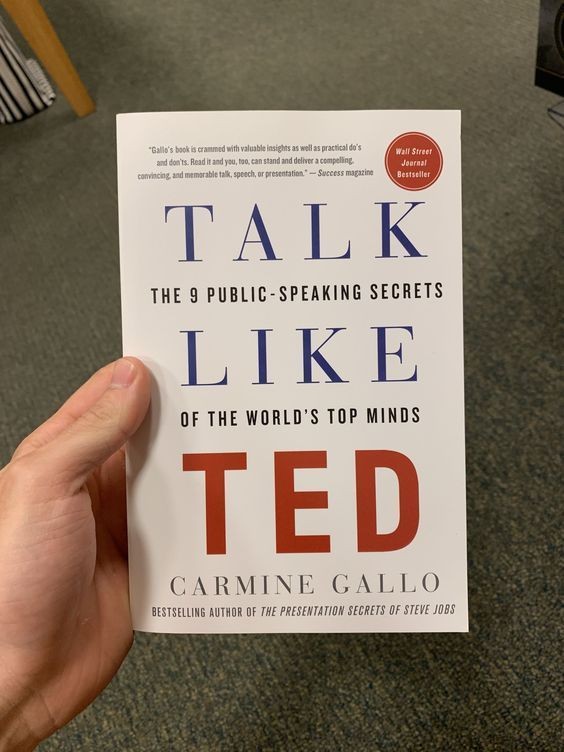 "Gallo's book is crammed with valuable insights as well as practical do's
and don'ts. Read it and you, too, can stand and deliver a compelling,
convincing, and memorable talk, speech, or presentation." — Success magazine
Wall Street
Journal
Bestseller
TALK
THE 9 PUBLIC-SPEAKING SECRETS
LIKE
OF THE WORLD'S TOP MINDS
TED
CARMINE GALLO
BESTSELLING AUTHOR OF THE PRESENTATION SECRETS OF STEVE JOBS